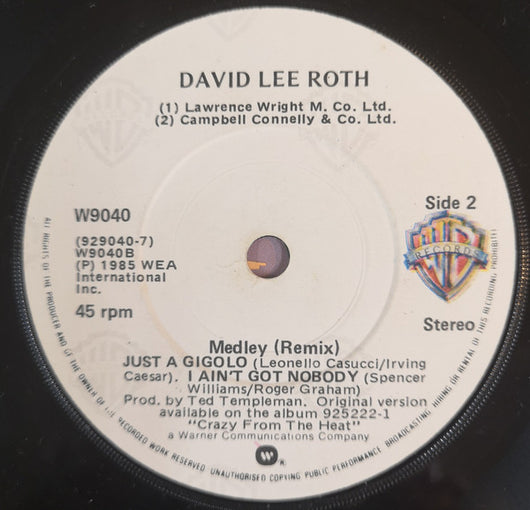 DAVID LEE ROTH
(1) Lawrence Wright M. Co. Ltd.
(2) Campbell Connelly & Co. Ltd.
W9040
(929040-7)
W9040B
(P) 1985 WEA
International
Inc.
45 rpm
Side 2
RECORDS
Stereo
Medley (Remix)
JUST A GIGOLO (Leonello Casucci/Irving
Caesar). I AIN'T GOT NOBODY (Spencer
Williams/Roger Graham)
Prod. by Ted Templeman. Original version
available on the album 925222-1
"Crazy From The Heat"
a Warner Communications Company
ALL RIGHTS OF THE PRODUCER AND OF THE OWNER OF THE RECORDED WORK RESERVED UNAUTHORISED COPYING PUBLIC PERFORMANCE BROADCASTING HIRING OR RENTAL OF THIS RECORDING PROHIBITED